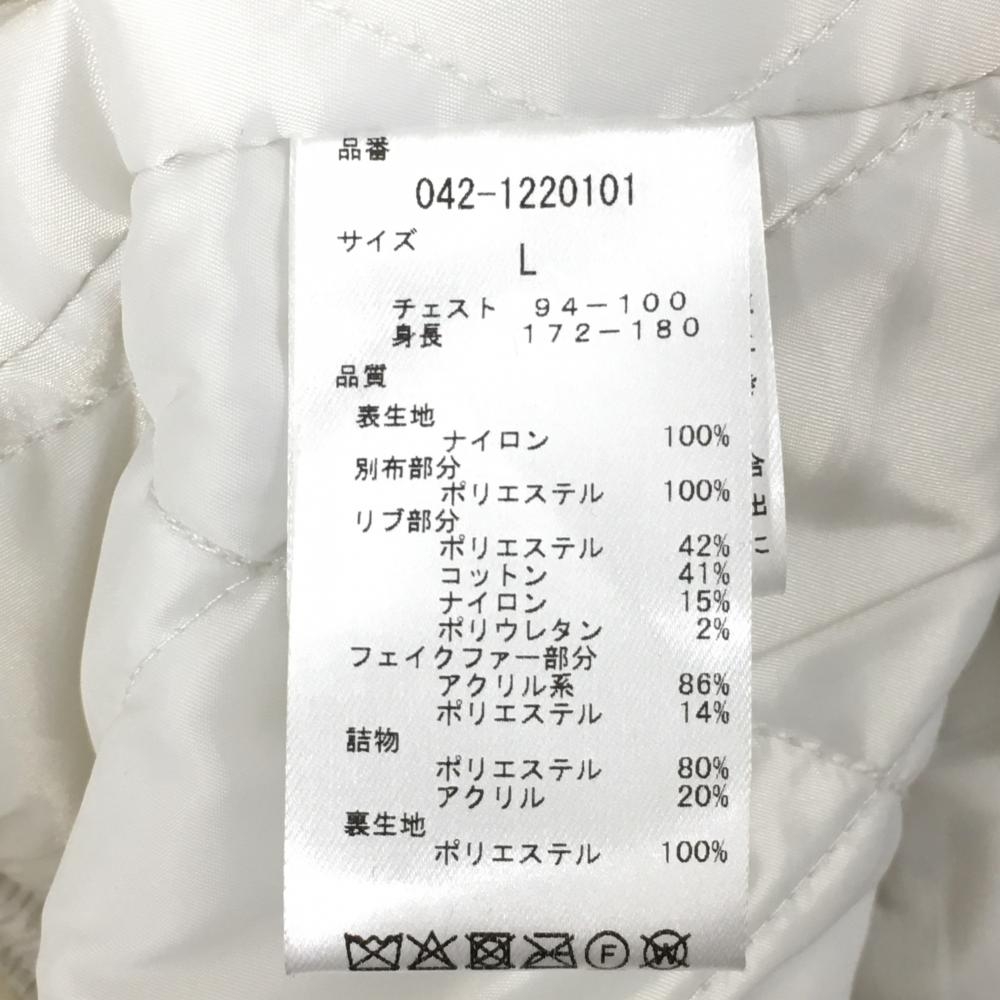 品番
042-1220101
サイズ
L
チェスト 94-100
身長 172-180
品質
表生地
ナイロン 100%
別布部分
ポリエステル 100%
リブ部分
ポリエステル 42%
コットン 41%
ナイロン 15%
ポリウレタン 2%
フェイクファー部分
アクリル系 86%
ポリエステル 14%
詰物
ポリエステル 80%
アクリル 20%
裏生地
ポリエステル 100%
F W